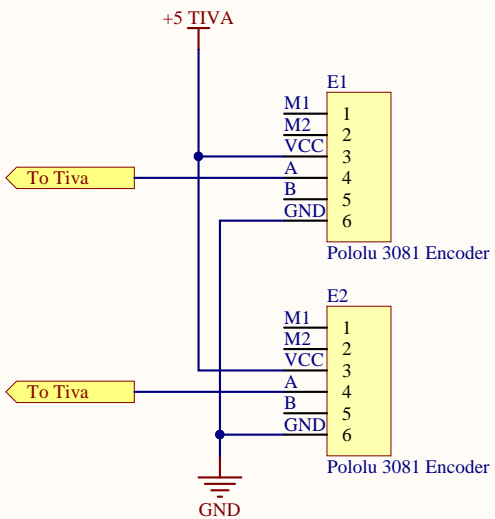 +5 TIVA
E1
M1 1
M2 2
VCC 3
To Tiva A 4
B 5
GND 6
Pololu 3081 Encoder
E2
M1 1
M2 2
VCC 3
To Tiva A 4
B 5
GND 6
Pololu 3081 Encoder
GND